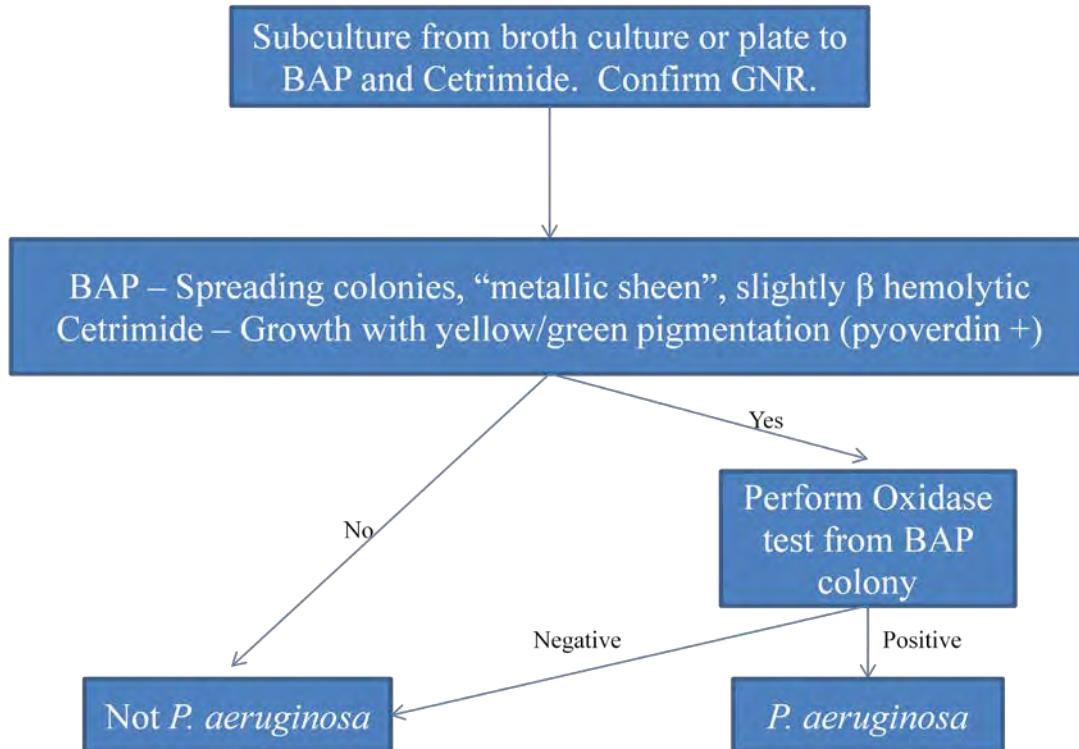 Subculture from broth culture or plate to
BAP and Cetrimide.  Confirm GNR.
BAP – Spreading colonies, “metallic sheen”, slightly β hemolytic
Cetrimide – Growth with yellow/green pigmentation (pyoverdin +)
Yes
No
Perform Oxidase
test from BAP
colony
Negative
Positive
Not P. aeruginosa
P. aeruginosa